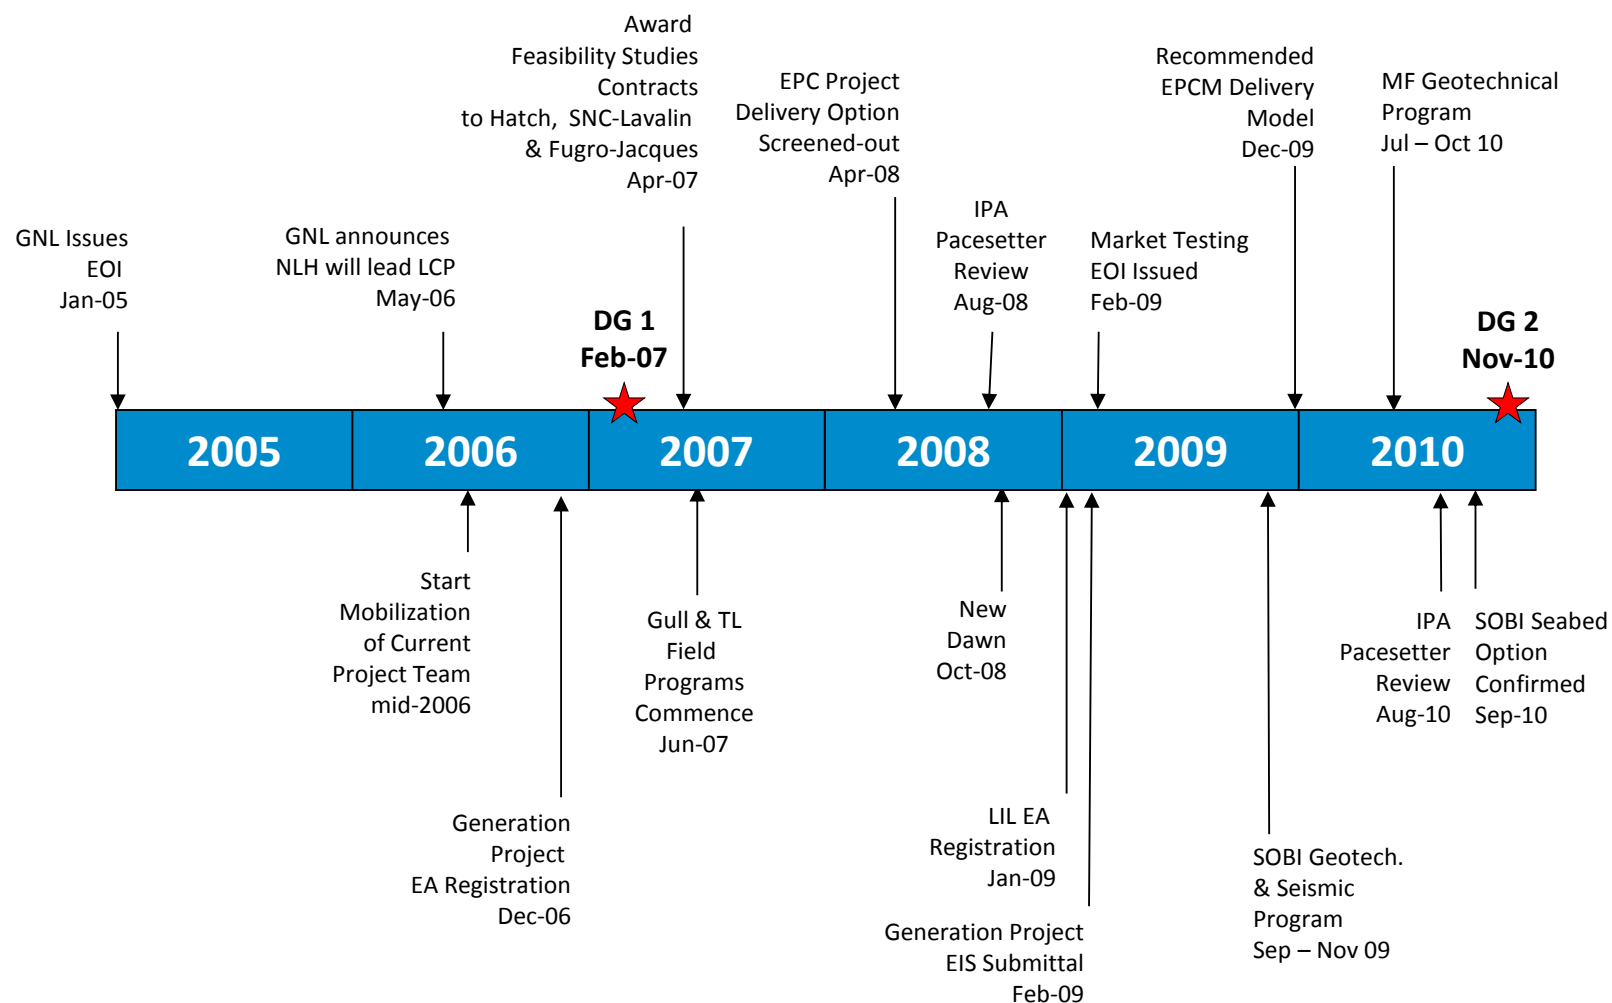 Award
Feasibility Studies
Contracts
to Hatch, SNC-Lavalin
& Fugro-Jacques
Apr-07
EPC Project
Delivery Option
Screened-out
Apr-08
Recommended
EPCM Delivery
Model
Dec-09
MF Geotechnical
Program
Jul – Oct 10
GNL Issues
EOI
Jan-05
GNL announces
NLH will lead LCP
May-06
IPA
Pacesetter
Review
Aug-08
Market Testing
EOI Issued
Feb-09
DG 1
Feb-07
DG 2
Nov-10
2005
2006
2007
2008
2009
2010
Start
Mobilization
of Current
Project Team
mid-2006
Gull & TL
Field
Programs
Commence
Jun-07
New
Dawn
Oct-08
IPA
Pacesetter
Review
Aug-10
SOBI Seabed
Option
Confirmed
Sep-10
Generation
Project
EA Registration
Dec-06
LIL EA
Registration
Jan-09
Generation Project
EIS Submittal
Feb-09
SOBI Geotech.
& Seismic
Program
Sep – Nov 09